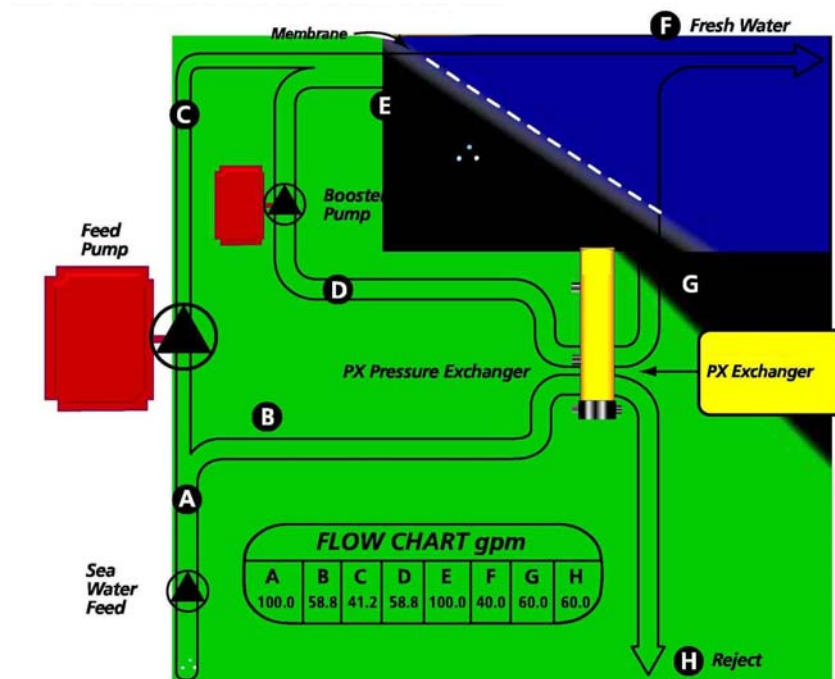 Membrane
F Fresh Water
C
E
Booster
Pump
Feed
Pump
D
G
PX Pressure Exchanger
PX Exchanger
B
A
FLOW CHART gpm
A B C D E F G H
100.0 58.8 41.2 58.8 100.0 40.0 60.0 60.0
Sea
Water
Feed
H Reject